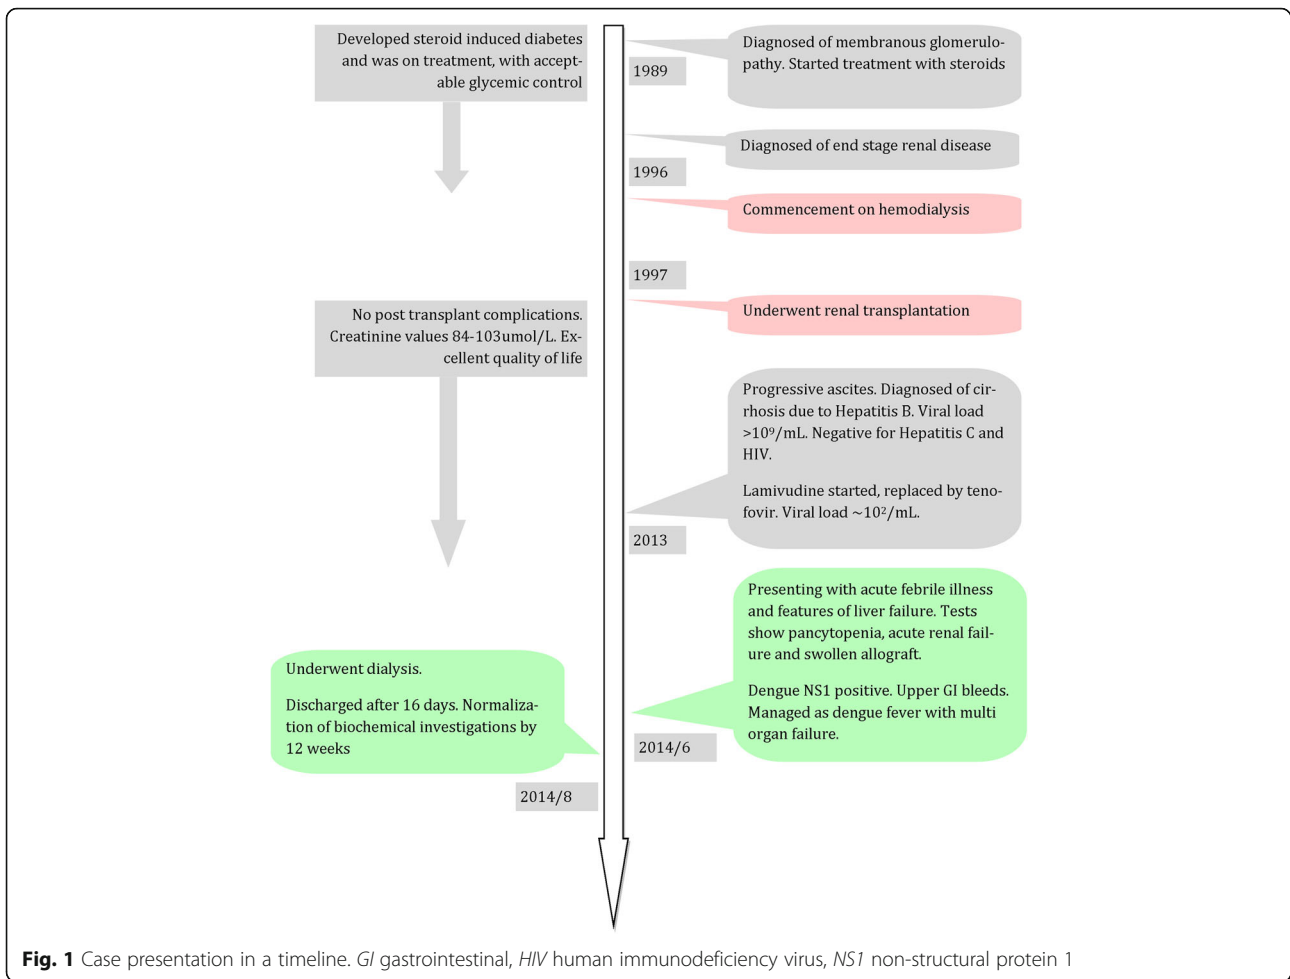 Developed steroid induced diabetes
and was on treatment, with accept-
able glycemic control
Diagnosed of membranous glomerulo-
pathy. Started treatment with steroids
1989
Diagnosed of end stage renal disease
1996
Commencement on hemodialysis
1997
Underwent renal transplantation
No post transplant complications.
Creatinine values 84-103umol/L. Ex-
cellent quality of life
Progressive ascites. Diagnosed of cir-
rhosis due to Hepatitis B. Viral load
>10⁹/mL. Negative for Hepatitis C and
HIV.
Lamivudine started, replaced by teno-
fovir. Viral load ~10²/mL.
2013
Presenting with acute febrile illness
and features of liver failure. Tests
show pancytopenia, acute renal fail-
ure and swollen allograft.
Dengue NS1 positive. Upper GI bleeds.
Managed as dengue fever with multi
organ failure.
2014/6
Underwent dialysis.
Discharged after 16 days. Normaliza-
tion of biochemical investigations by
12 weeks
2014/8
Fig. 1 Case presentation in a timeline. GI gastrointestinal, HIV human immunodeficiency virus, NS1 non-structural protein 1